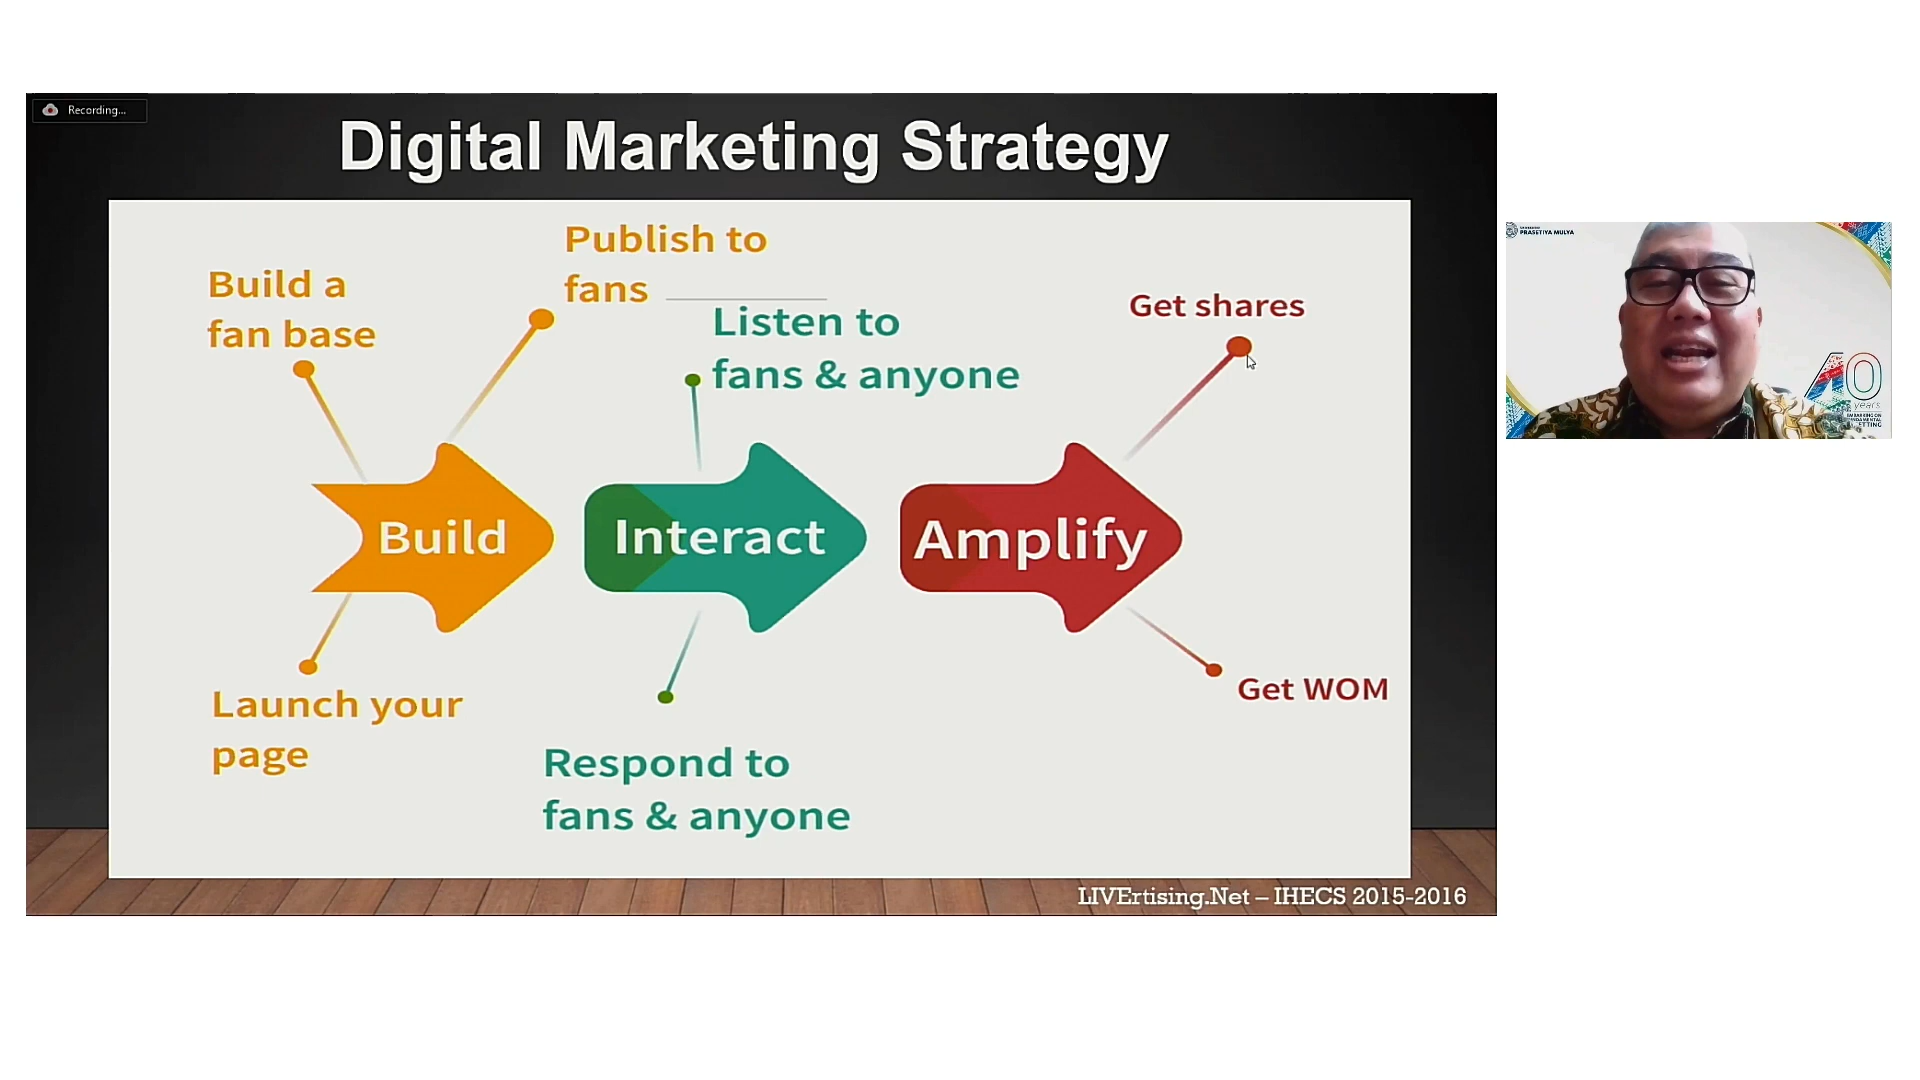 Recording...
Digital Marketing Strategy
Publish to
fans
Build a
fan base
Listen to
fans & anyone
Get shares
Build
Interact
Amplify
Launch your
page
Respond to
fans & anyone
Get WOM
LIVErtising.Net – IHECS 2015-2016
PRASETIYA MULYA
40
years